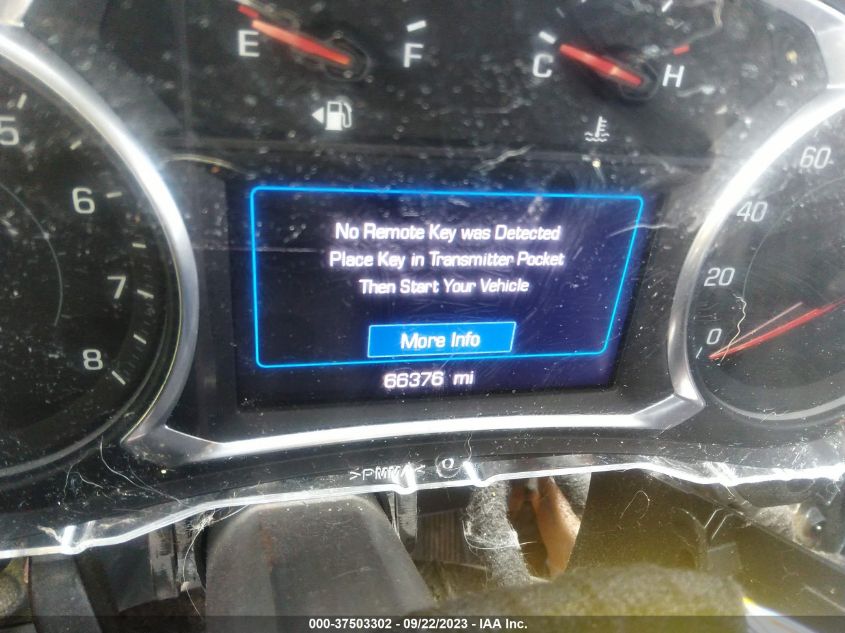 E
F
C
H
5
6
7
8
60
40
20
0
No Remote Key was Detected
Place Key in Transmitter Pocket
Then Start Your Vehicle
More Info
66376 mi
>PMMA<
000-37503302 / 09/22/2023 / IAA Inc.